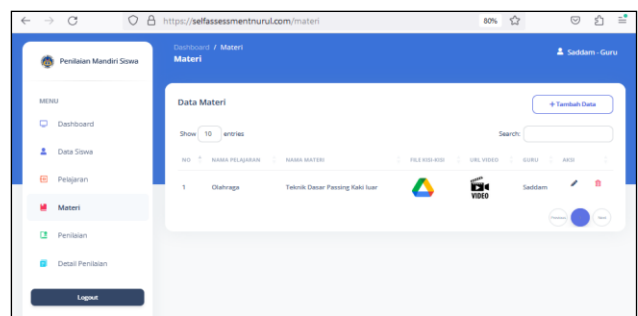 https://selfassessmentnurul.com/materi
80%
Penilaian Mandiri Siswa
Dashboard / Materi
Materi
Saddam - Guru
MENU
Dashboard
Data Siswa
Pelajaran
Materi
Penilaian
Detail Penilaian
Logout
Data Materi
+ Tambah Data
Show 10 entries
Search:
NO NAMA PELAJARAN NAMA MATERI FILE KISI-KISI URL VIDEO GURU AKSI
1 Olahraga Teknik Dasar Passing Kaki luar VIDEO Saddam
Previous Next